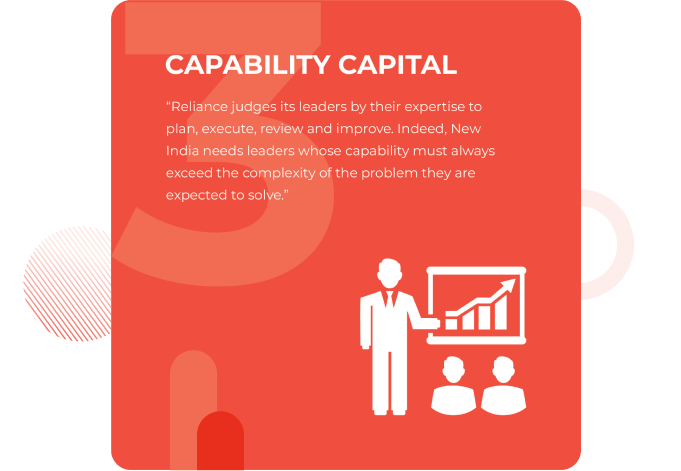 3
CAPABILITY CAPITAL
“Reliance judges its leaders by their expertise to
plan, execute, review and improve. Indeed, New
India needs leaders whose capability must always
exceed the complexity of the problem they are
expected to solve.”